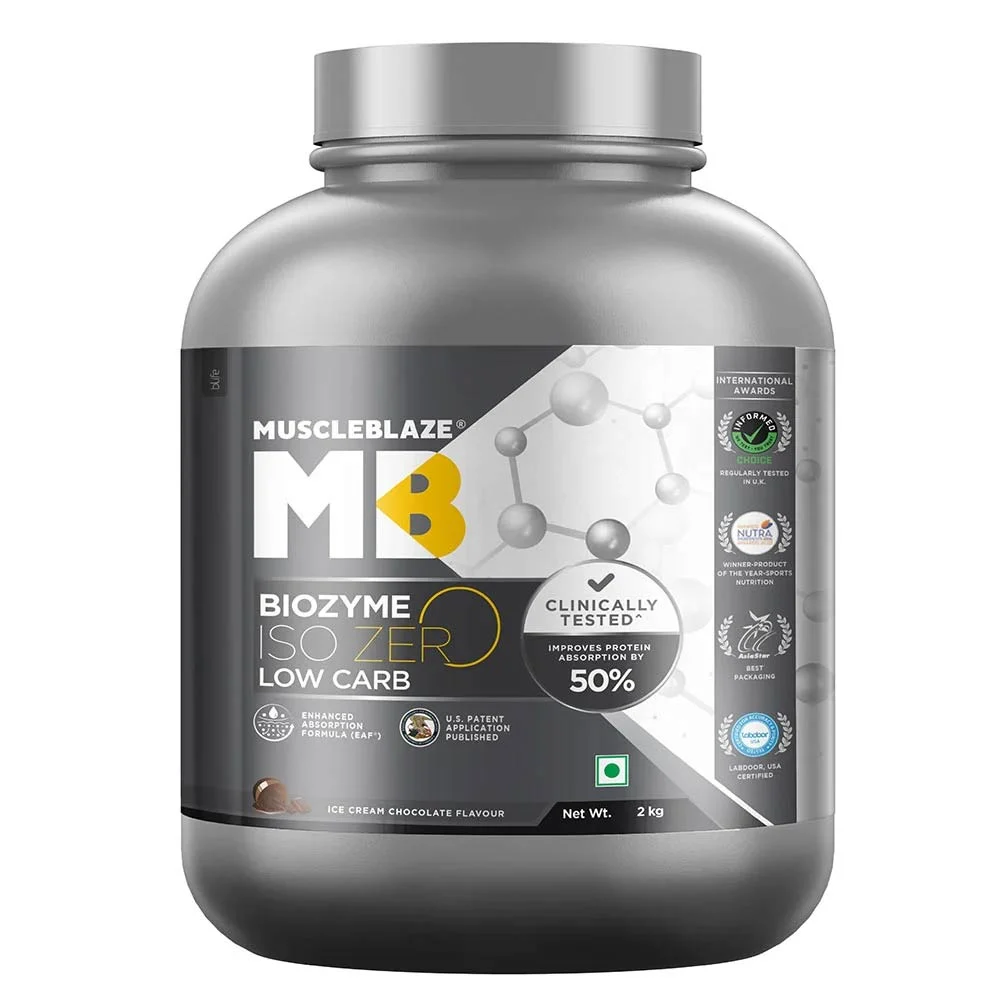 bLife
MUSCLEBLAZE®
MB
BIOZYME
ISO ZERO
LOW CARB
ENHANCED
ABSORPTION
FORMULA (EAF®)
U.S. PATENT
APPLICATION
PUBLISHED
CLINICALLY
TESTED^
IMPROVES PROTEIN
ABSORPTION BY
50%
ICE CREAM CHOCOLATE FLAVOUR
Net Wt. 2 kg
INTERNATIONAL
AWARDS
INFORMED
CHOICE
REGULARLY TESTED
IN U.K.
NUTRA
WINNER-PRODUCT
OF THE YEAR-SPORTS
NUTRITION
AsiaStar
BEST
PACKAGING
labdoor
USA
LABDOOR, USA
CERTIFIED